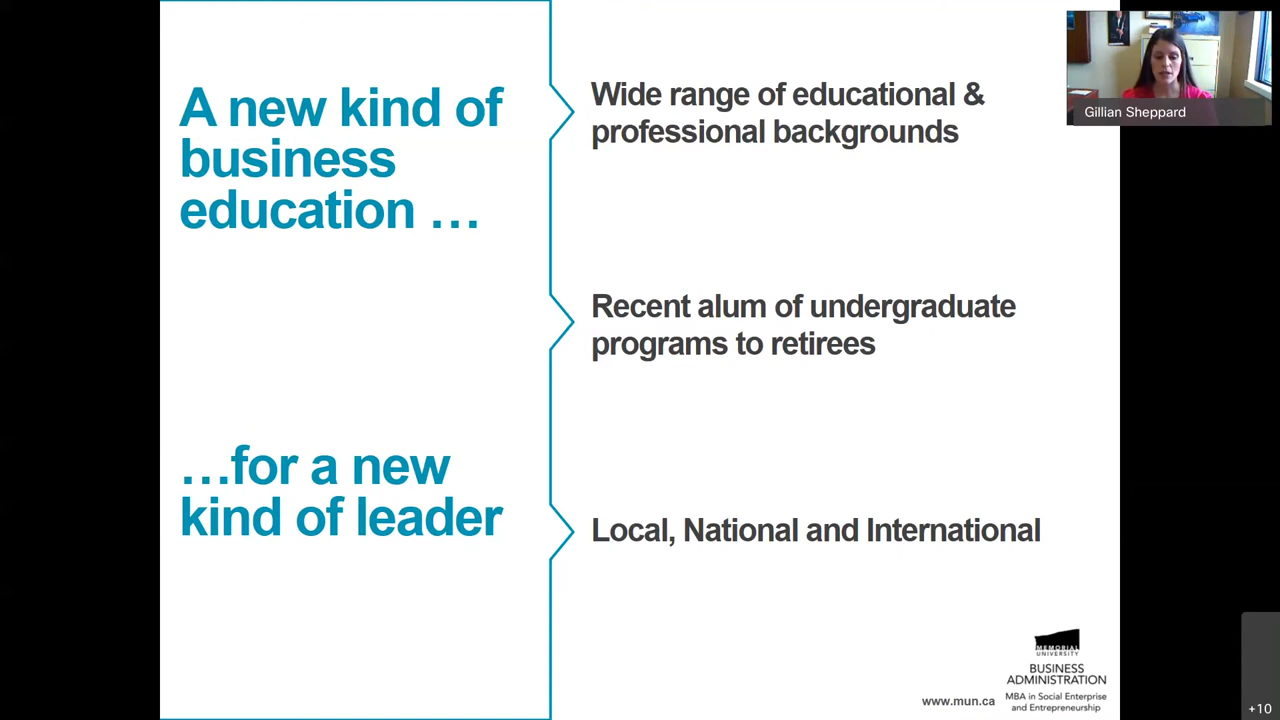 A new kind of
business
education …
…for a new
kind of leader
Wide range of educational &
professional backgrounds
Recent alum of undergraduate
programs to retirees
Local, National and International
Gillian Sheppard
www.mun.ca
MEMORIAL
UNIVERSITY
BUSINESS
ADMINISTRATION
MBA in Social Enterprise
and Entrepreneurship
+10